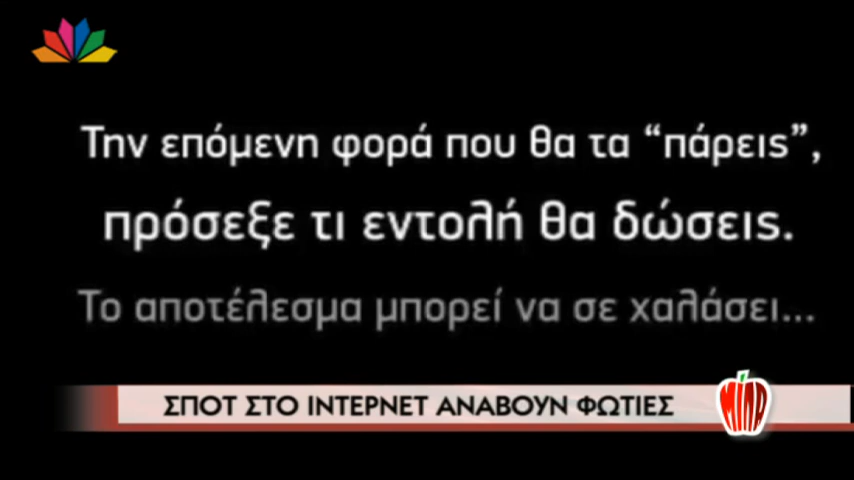 Την επόμενη φορά που θα τα “πάρεις”,
πρόσεξε τι εντολή θα δώσεις.
Το αποτέλεσμα μπορεί να σε χαλάσει...
ΣΠΟΤ ΣΤΟ ΙΝΤΕΡΝΕΤ ΑΝΑΒΟΥΝ ΦΩΤΙΕΣ
ΜΙΛΑ